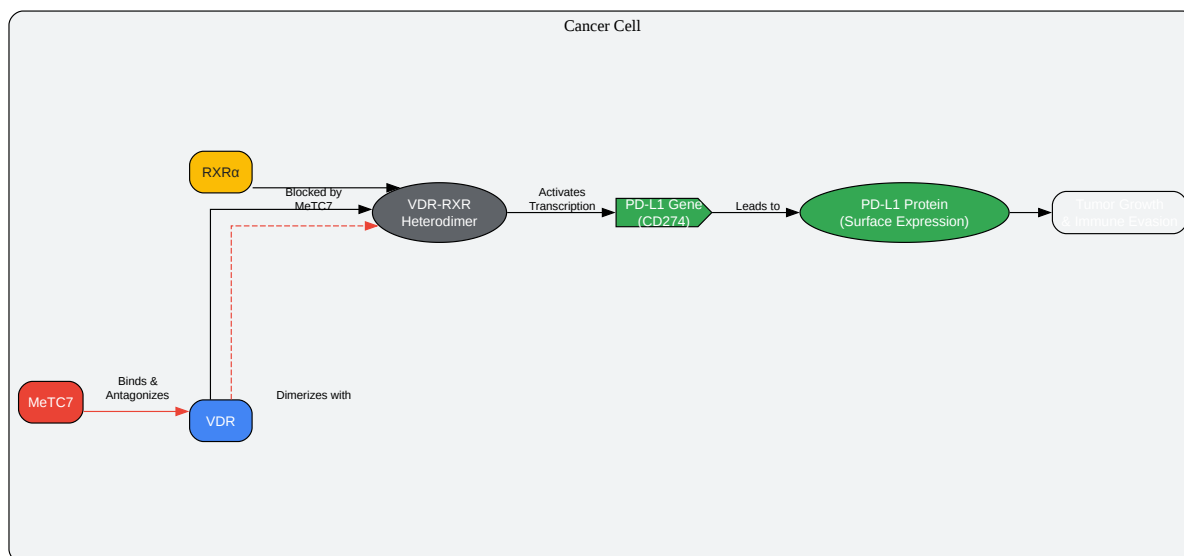 Cancer Cell
RXRα
Blocked by
MeTC7
VDR-RXR
Heterodimer
Activates
Transcription
PD-L1 Gene
(CD274)
Leads to
PD-L1 Protein
(Surface Expression)
Tumor Growth
& Immune Evasion
MeTC7
Binds &
Antagonizes
VDR
Dimerizes with